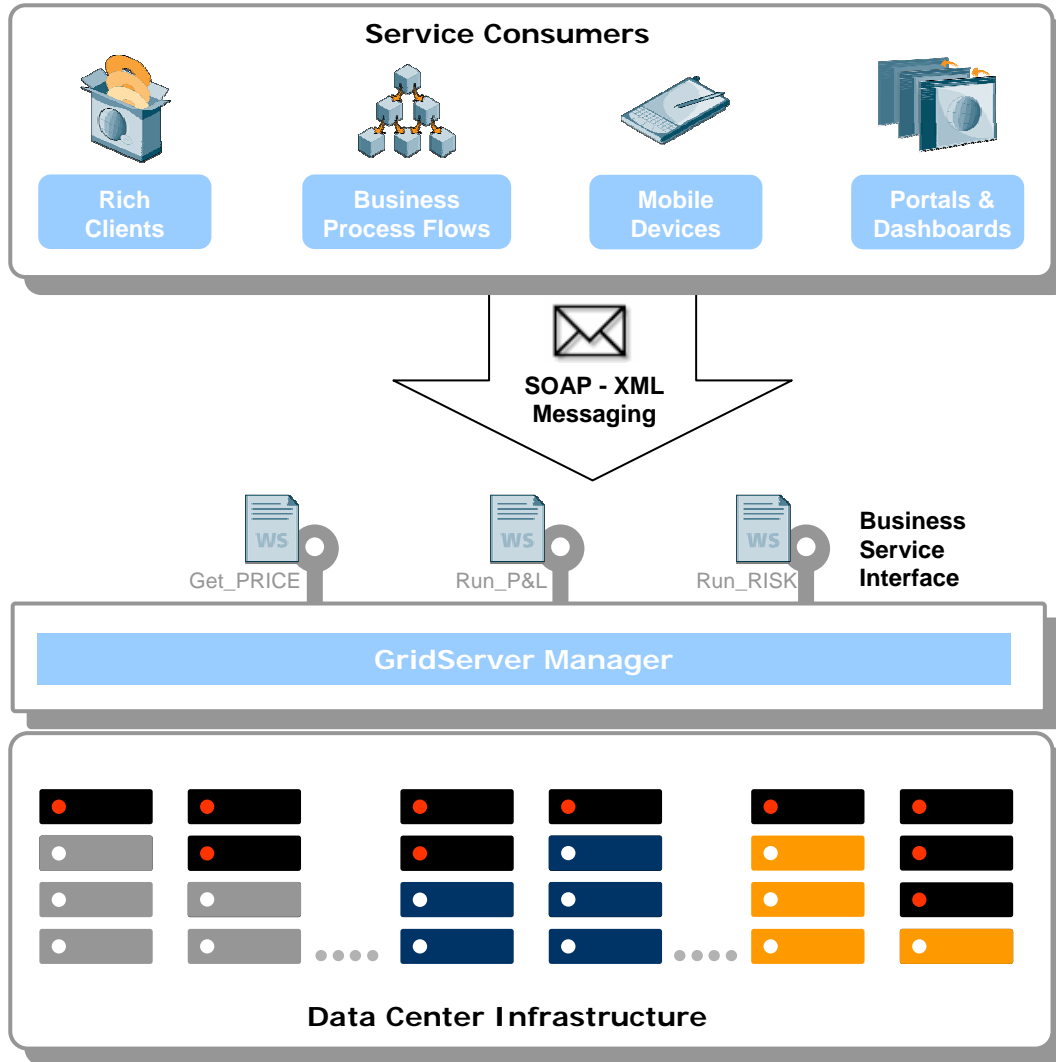 Service Consumers
Rich
Clients
Business
Process Flows
Mobile
Devices
Portals &
Dashboards
SOAP - XML
Messaging
WS
Get_PRICE
WS
Run_P&L
WS
Run_RISK
Business
Service
Interface
GridServer Manager
Data Center Infrastructure